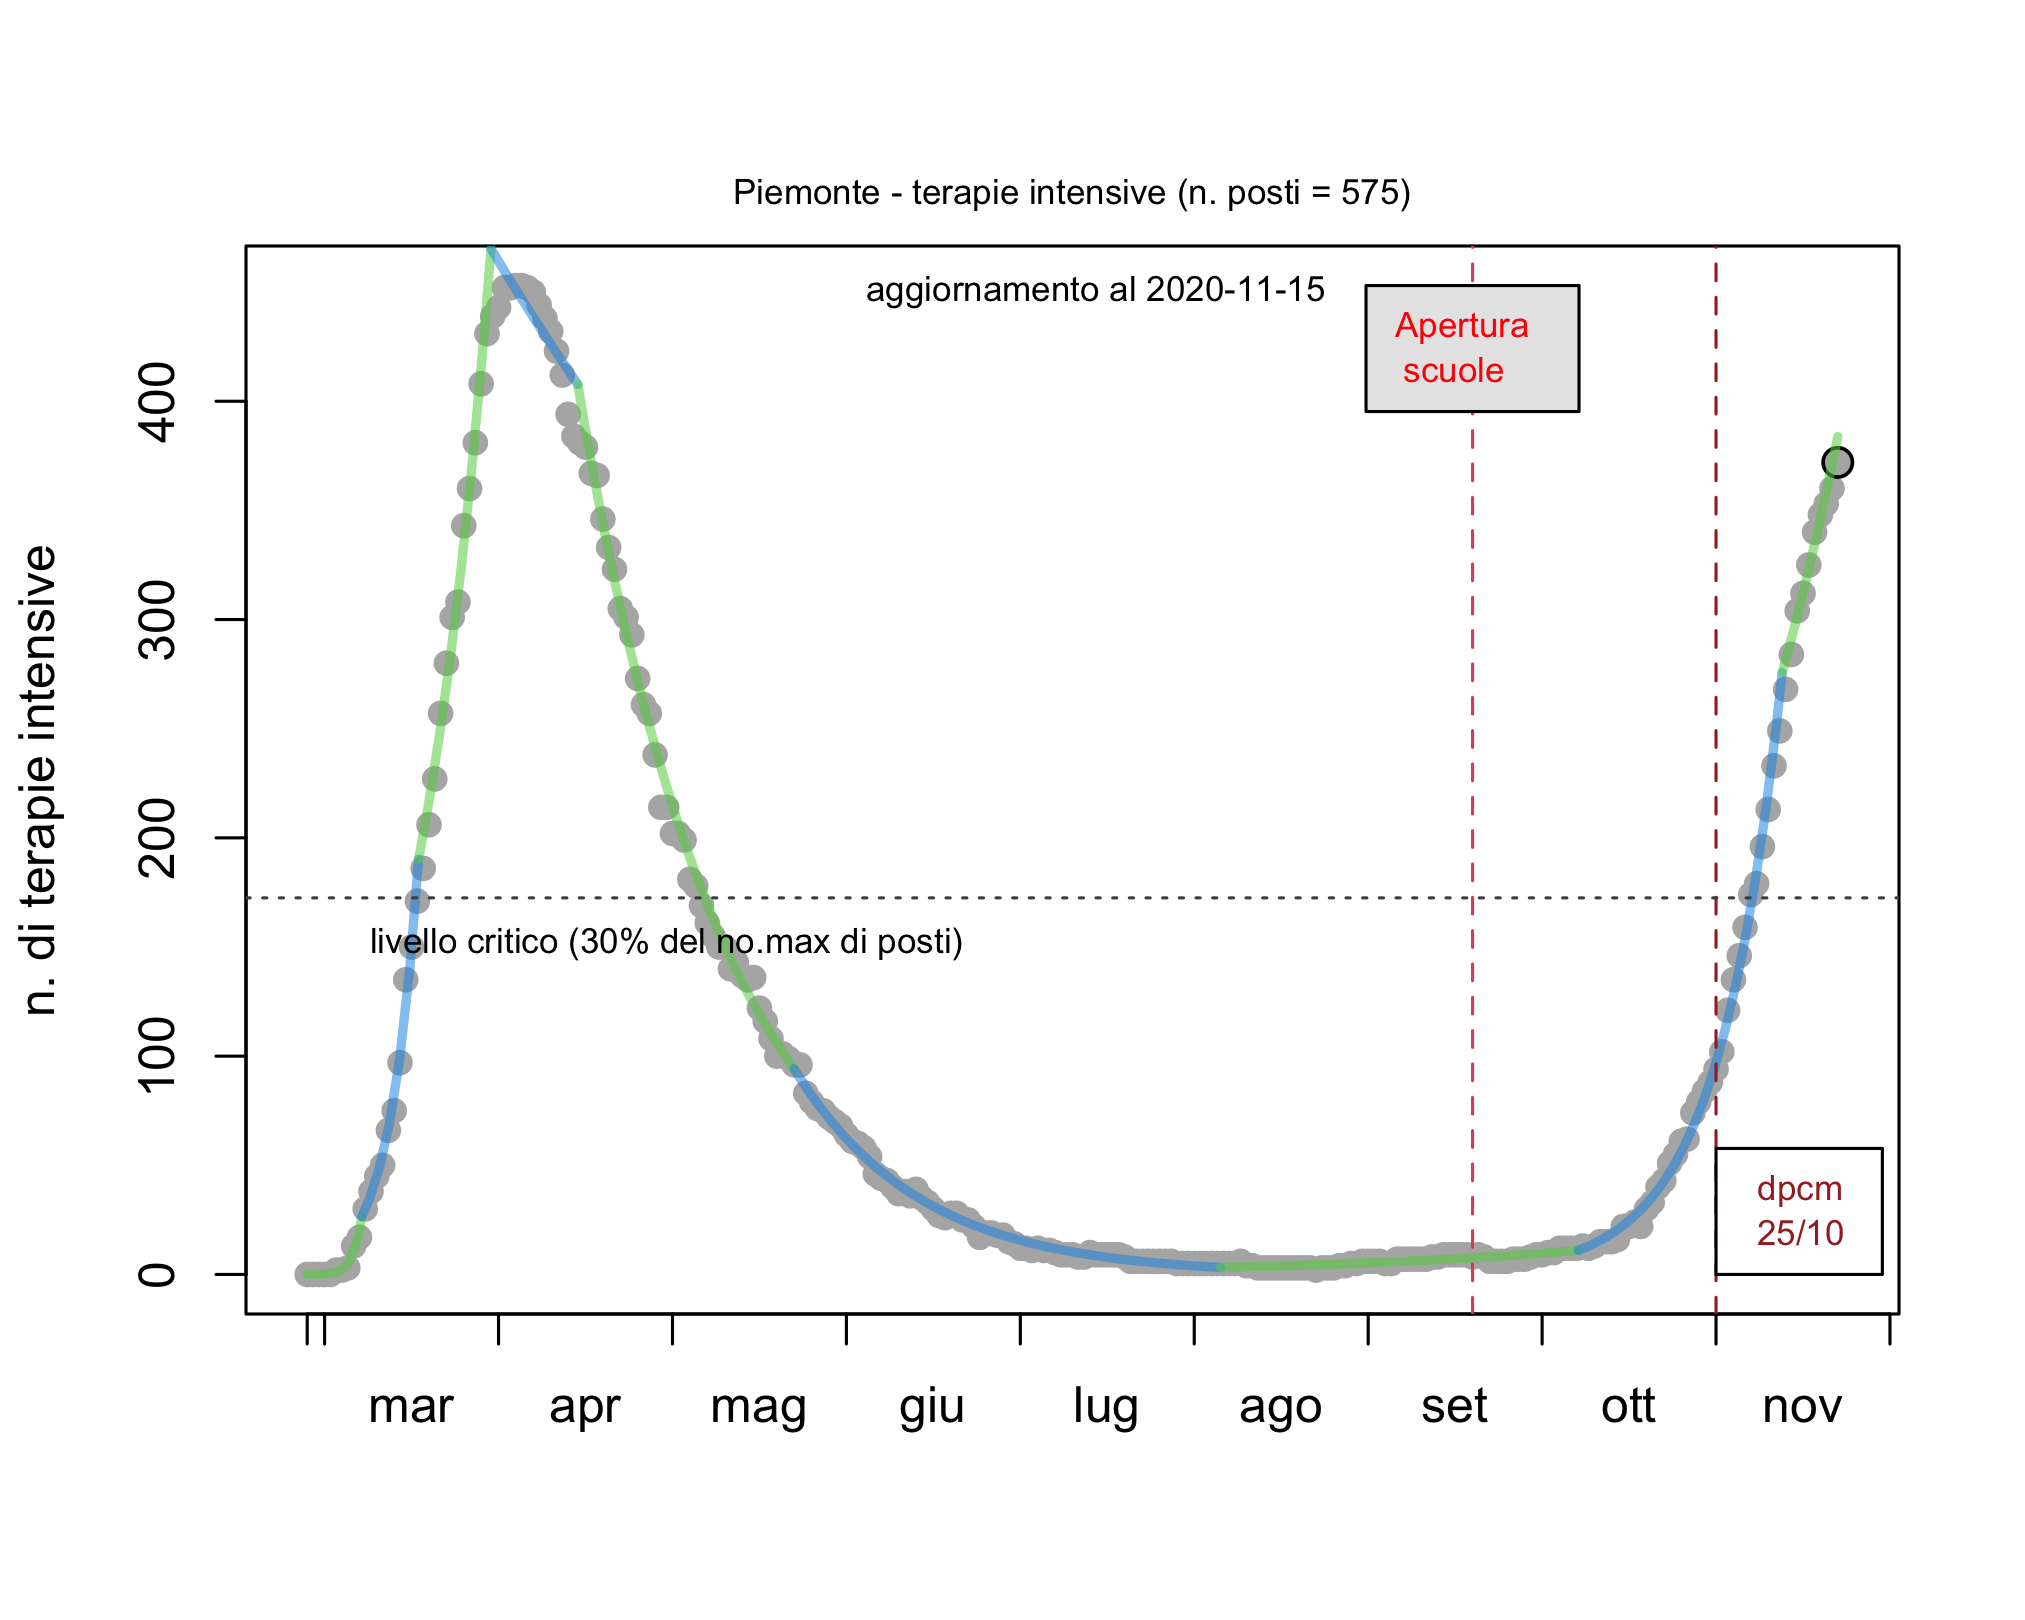 Piemonte - terapie intensive (n. posti = 575)
aggiornamento al 2020-11-15
Apertura
scuole
n. di terapie intensive
400
300
200
100
0
livello critico (30% del no.max di posti)
dpcm
25/10
mar apr mag giu lug ago set ott nov